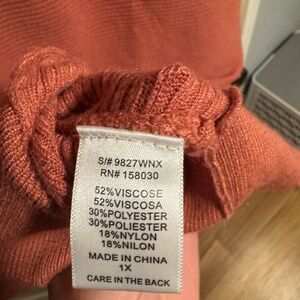 S/# 9827WNX
RN# 158030
52%VISCOSE
52%VISCOSA
30%POLYESTER
30%POLIESTER
18%NYLON
18%NILON
MADE IN CHINA
1X
CARE IN THE BACK